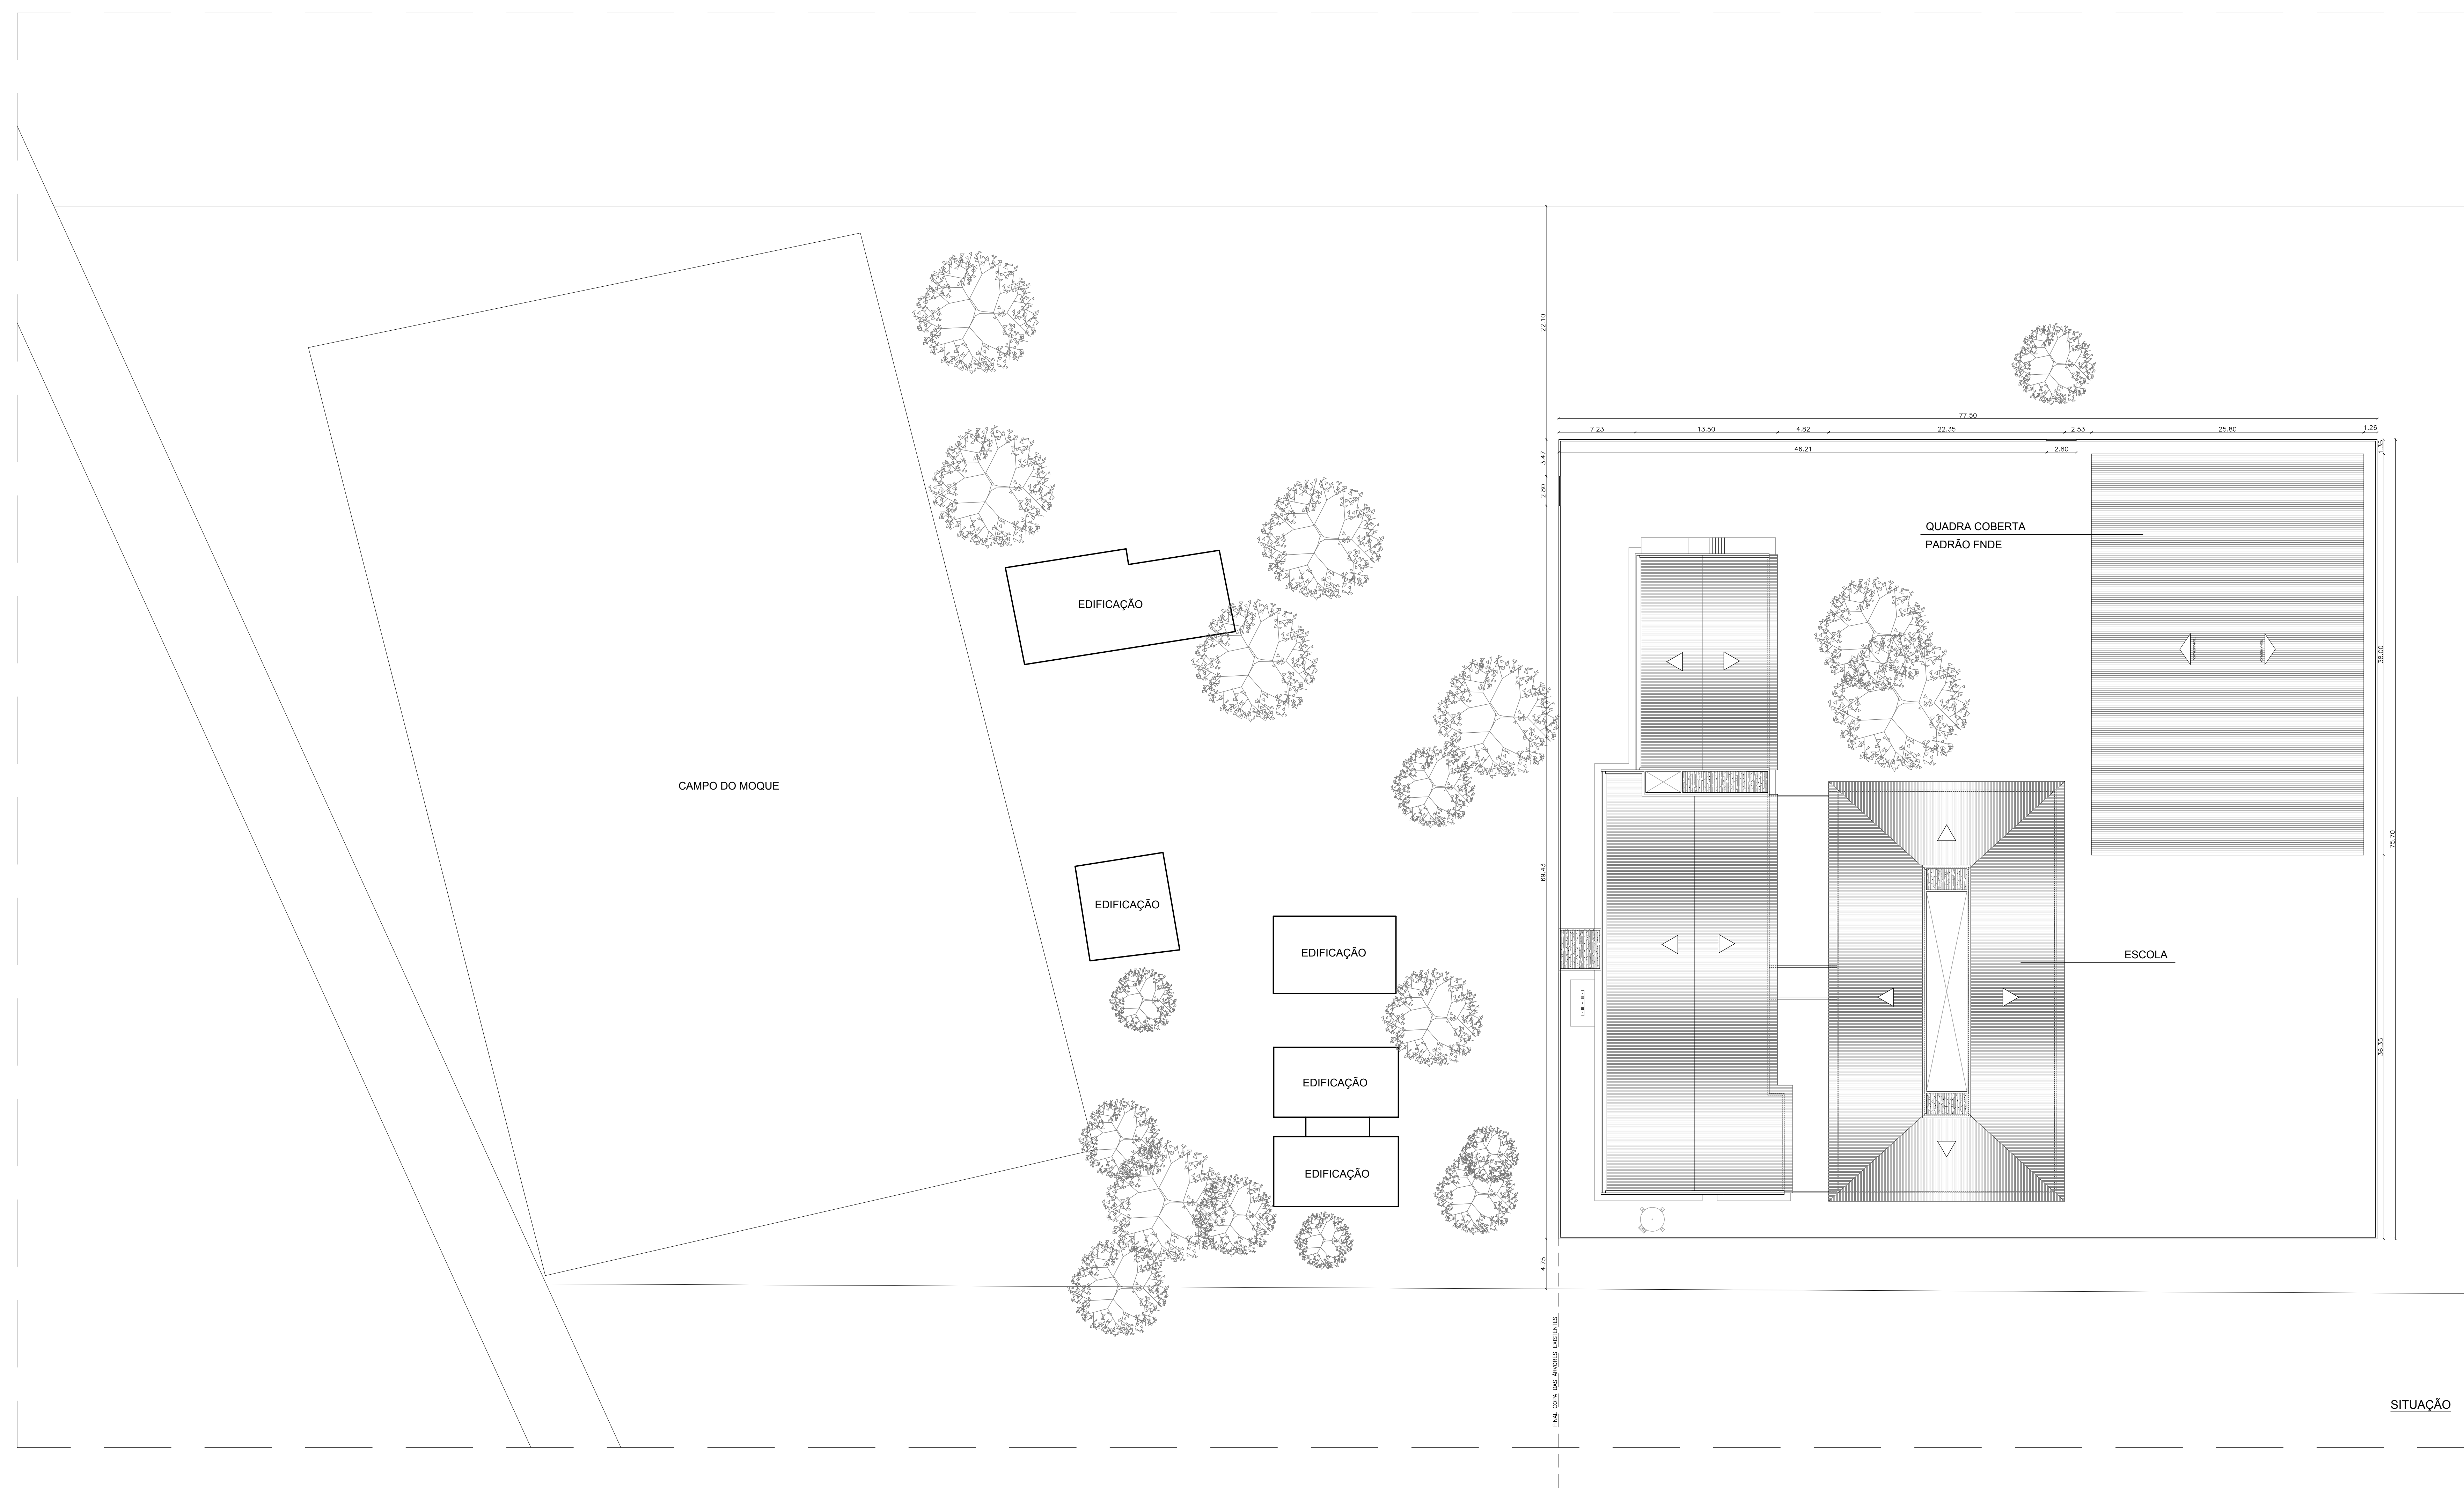 22.10
77.50
7.23
13.50
4.82
22.35
2.53
25.80
1.26
46.21
2.80
1.35
3.47
2.80
QUADRA COBERTA
PADRÃO FNDE
EDIFICAÇÃO
38.00
CAMPO DO MOQUE
75.70
69.43
EDIFICAÇÃO
EDIFICAÇÃO
ESCOLA
36.35
EDIFICAÇÃO
EDIFICAÇÃO
4.75
FINAL COPA DAS ÁRVORES EXISTENTES
SITUAÇÃO